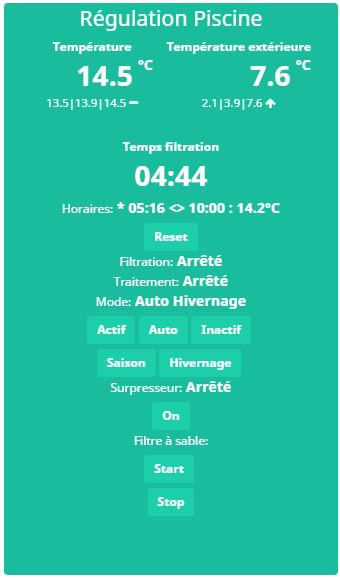 Régulation Piscine
Température Température extérieure
14.5 °C 7.6 °C
13.5|13.9|14.5 2.1|3.9|7.6
Temps filtration
04:44
Horaires: * 05:16 <> 10:00 : 14.2°C
Reset
Filtration: Arrêté
Traitement: Arrêté
Mode: Auto Hivernage
Actif Auto Inactif
Saison Hivernage
Surpresseur: Arrêté
On
Filtre à sable:
Start
Stop